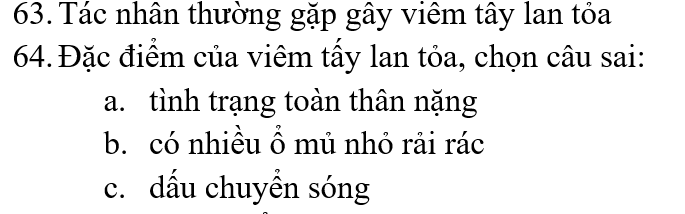 63. Tác nhân thường gặp gây viêm tây lan tỏa
64. Đặc điểm của viêm tấy lan tỏa, chọn câu sai:
a. tình trạng toàn thân nặng
b. có nhiều ổ mủ nhỏ rải rác
c. dấu chuyển sóng